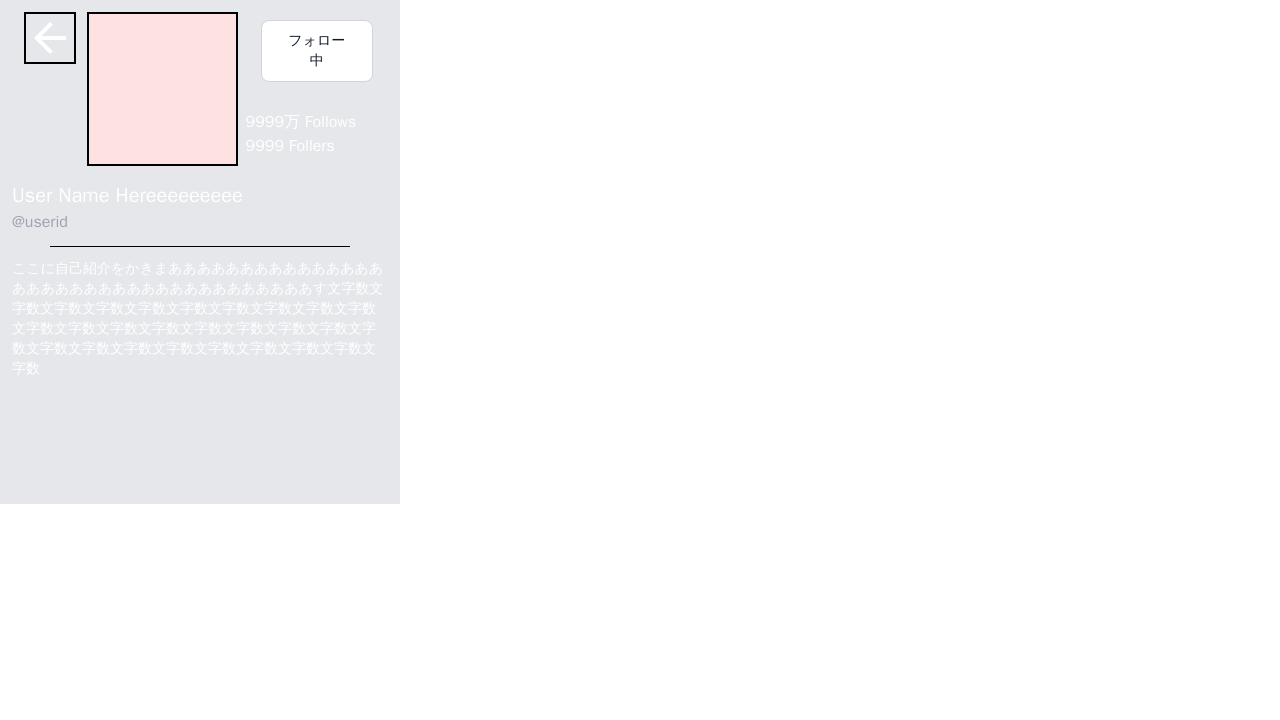 フォロー
中
9999万 Follows
9999 Follers
User Name Hereeeeeeeee
@userid
ここに自己紹介をかきまあああああああああああああああ
あああああああああああああああああああああす文字数文
字数文字数文字数文字数文字数文字数文字数文字数文字数
文字数文字数文字数文字数文字数文字数文字数文字数文字
数文字数文字数文字数文字数文字数文字数文字数文字数文
字数